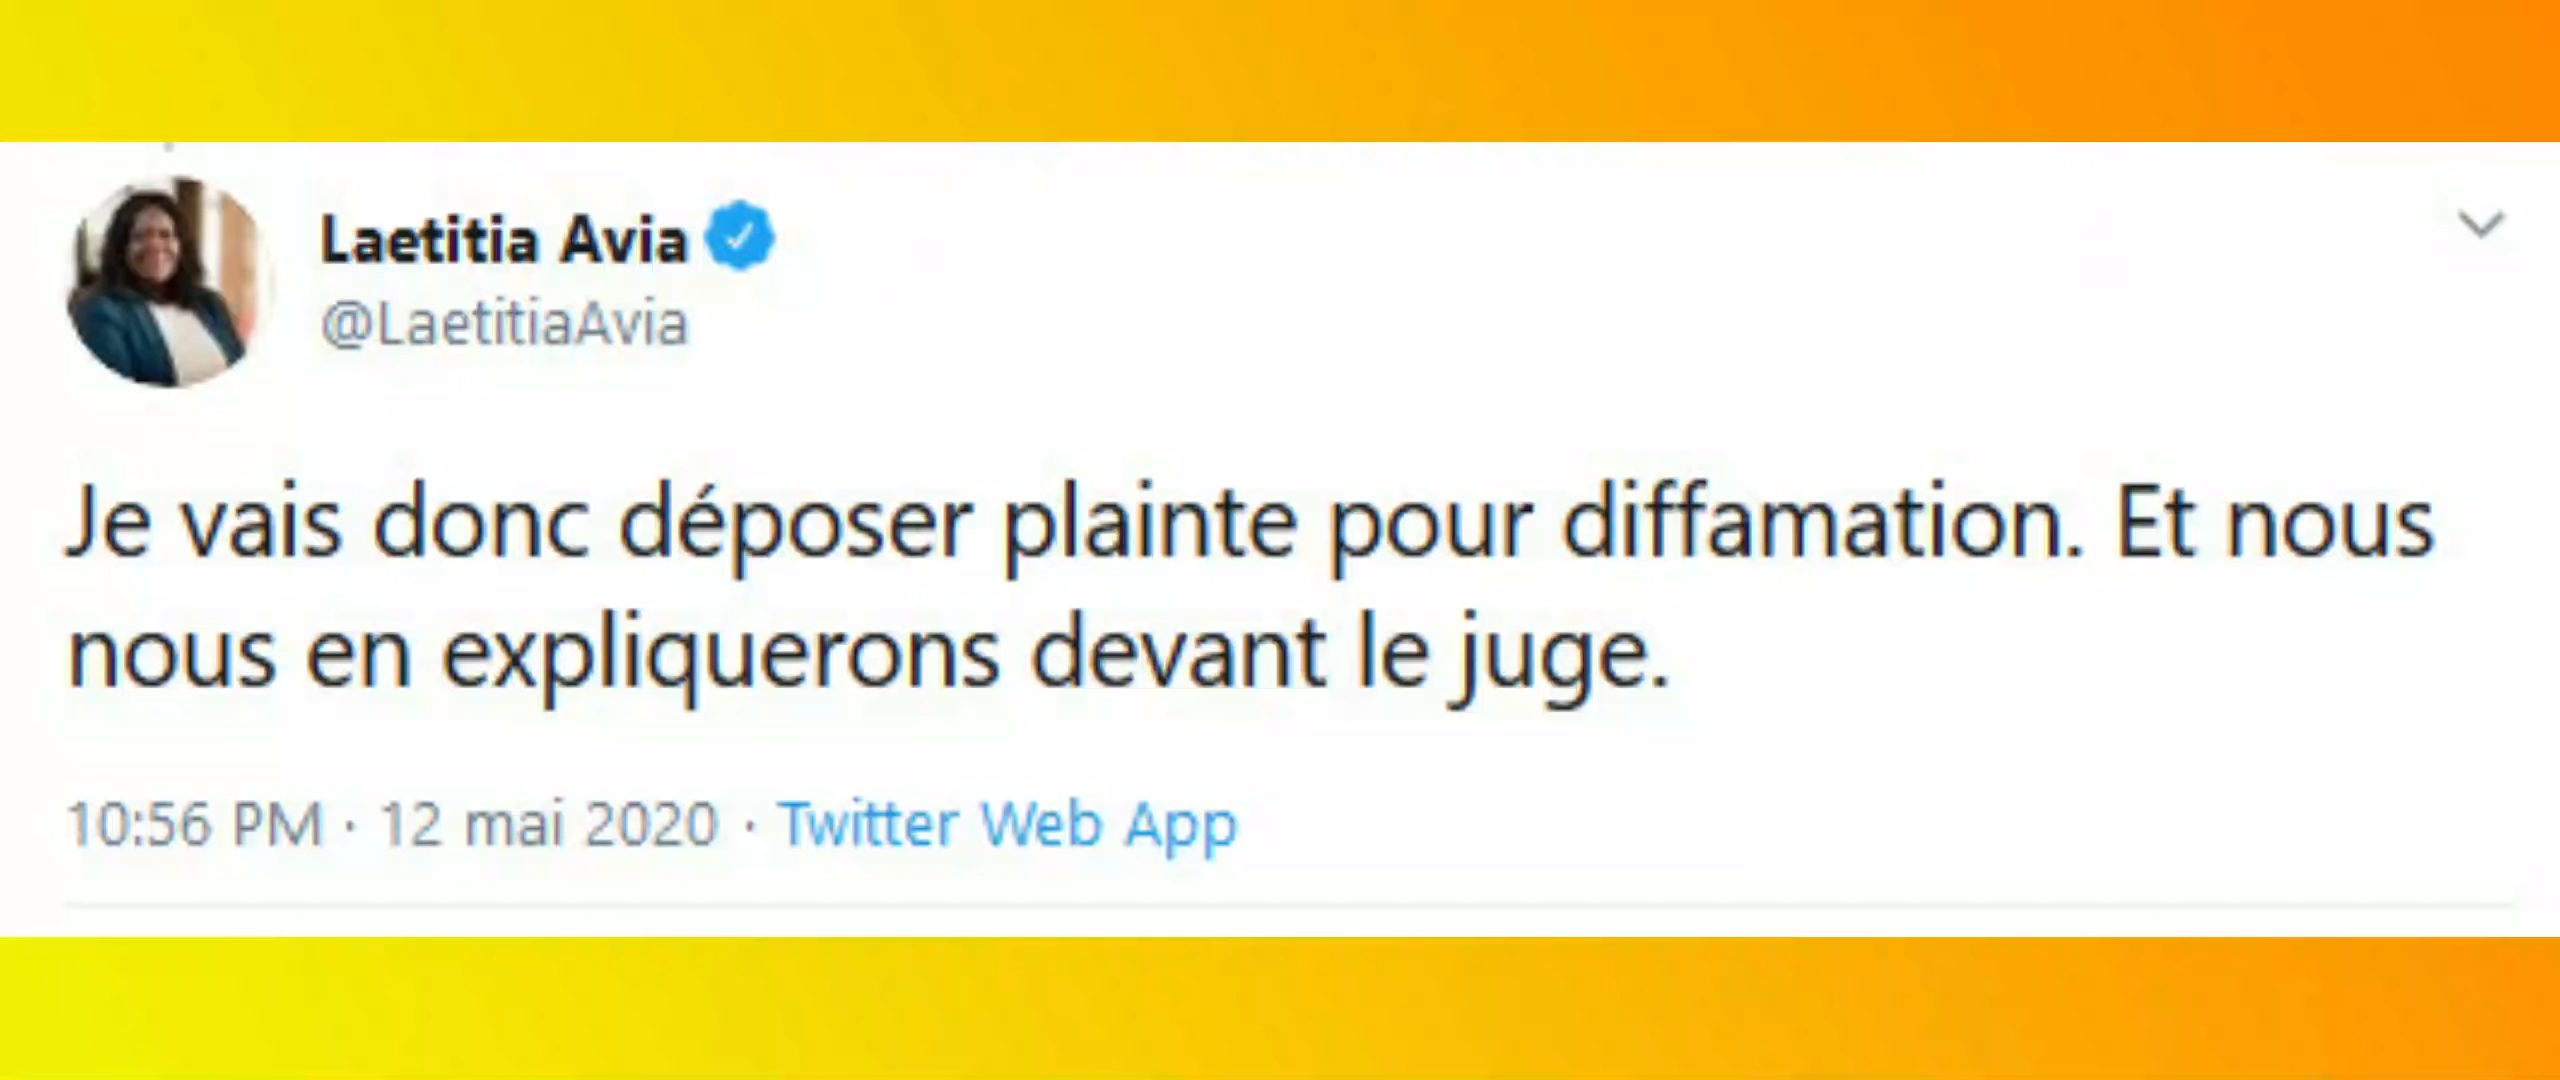 Laetitia Avia
@LaetitiaAvia
Je vais donc déposer plainte pour diffamation. Et nous
nous en expliquerons devant le juge.
10:56 PM · 12 mai 2020 · Twitter Web App